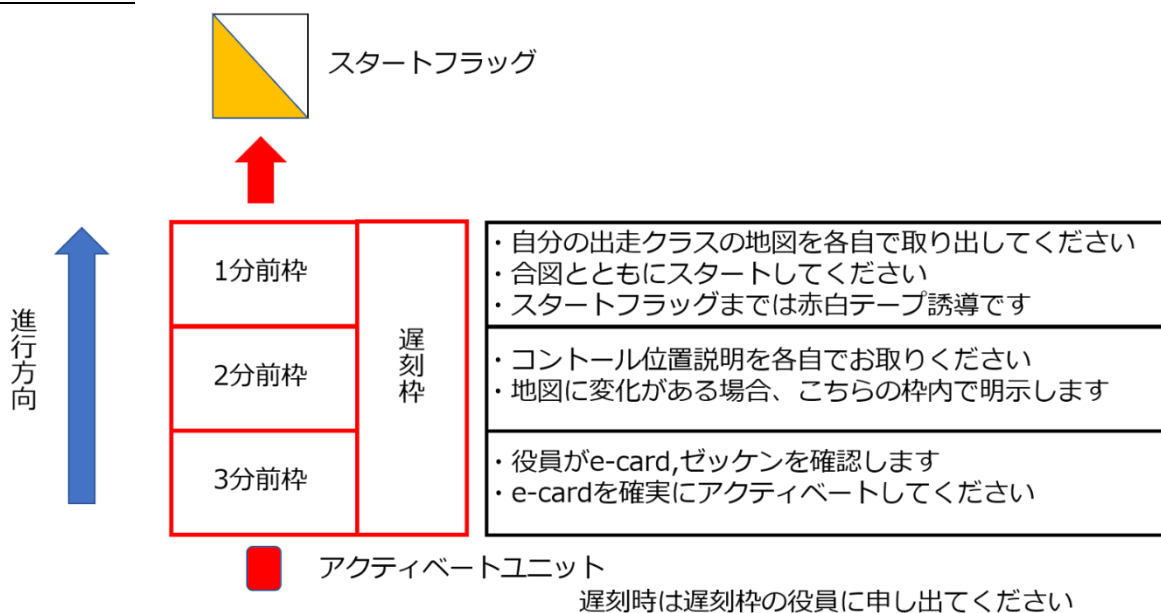 スタートフラッグ
進行方向
1分前枠
2分前枠
3分前枠
遅刻枠
・自分の出走クラスの地図を各自で取り出してください
・合図とともにスタートしてください
・スタートフラッグまでは赤白テープ誘導です
・コントール位置説明を各自でお取りください
・地図に変化がある場合、こちらの枠内で明示します
・役員がe-card,ゼッケンを確認します
・e-cardを確実にアクティベートしてください
アクティベートユニット
遅刻時は遅刻枠の役員に申し出てください